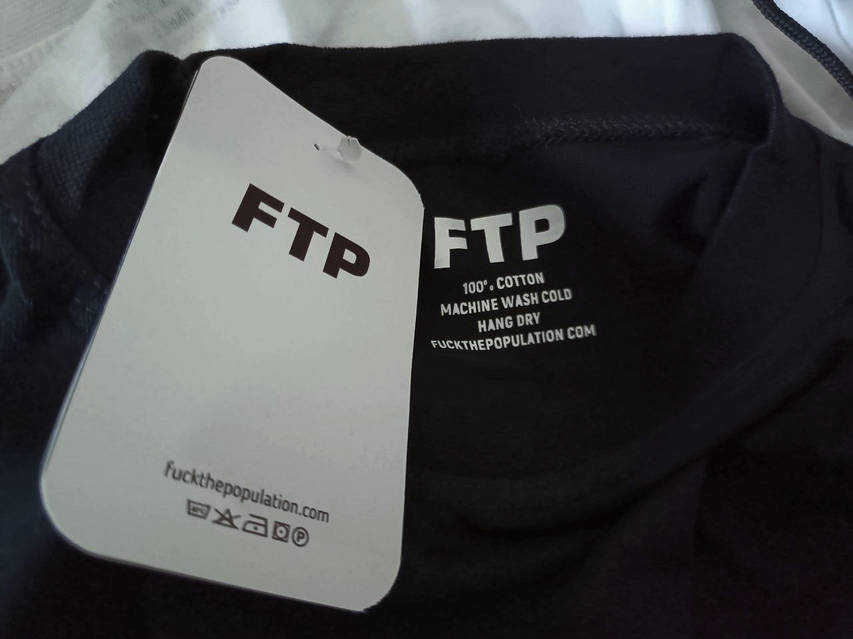 FTP
fuckthepopulation.com
FTP
100% COTTON
MACHINE WASH COLD
HANG DRY
FUCKTHEPOPULATION.COM